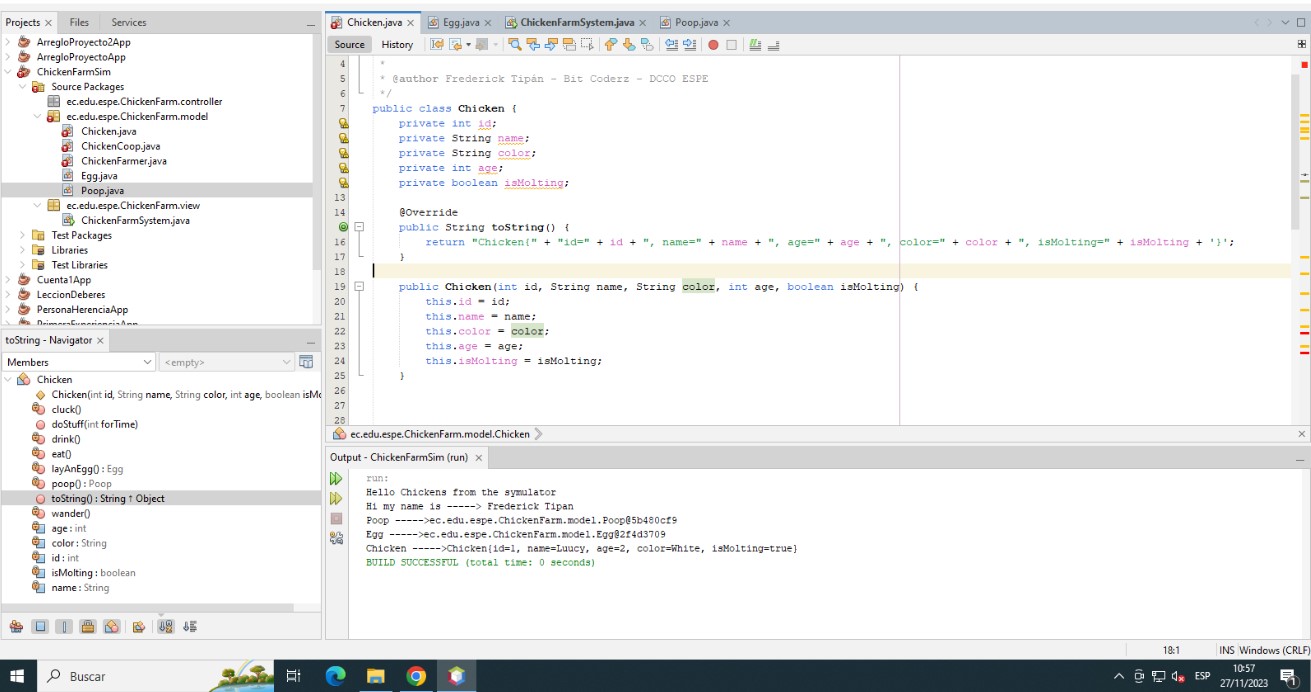 Projects × Files Services
ArregloProyecto2App
ArregloProyectoApp
ChickenFarmSim
Source Packages
ec.edu.espe.ChickenFarm.controller
ec.edu.espe.ChickenFarm.model
Chicken.java
ChickenCoop.java
ChickenFarmer.java
Egg.java
Poop.java
ec.edu.espe.ChickenFarm.view
ChickenFarmSystem.java
Test Packages
Libraries
Test Libraries
Cuenta1App
LeccionDeberes
PersonaHerenciaApp
PrimeraExperienciaApp
toString - Navigator ×
Members <empty>
Chicken
Chicken(int id, String name, String color, int age, boolean isMo
cluck()
doStuff(int forTime)
drink()
eat()
layAnEgg() : Egg
poop() : Poop
toString() : String ↑ Object
wander()
age : int
color : String
id : int
isMolting : boolean
name : String
Chicken.java × Egg.java × ChickenFarmSystem.java × Poop.java ×
Source History
4 *
5 * @author Frederick Tipán - Bit Coderz - DCCO ESPE
6 */
7 public class Chicken {
private int id;
private String name;
private String color;
private int age;
private boolean isMolting;
13
14 @Override
public String toString() {
16 return "Chicken{" + "id=" + id + ", name=" + name + ", age=" + age + ", color=" + color + ", isMolting=" + isMolting + '}';
17 }
18
19 public Chicken(int id, String name, String color, int age, boolean isMolting) {
20 this.id = id;
21 this.name = name;
22 this.color = color;
23 this.age = age;
24 this.isMolting = isMolting;
25 }
26
27
28
ec.edu.espe.ChickenFarm.model.Chicken
Output - ChickenFarmSim (run) ×
run:
Hello Chickens from the symulator
Hi my name is -----> Frederick Tipan
Poop ----->ec.edu.espe.ChickenFarm.model.Poop@5b480cf9
Egg ----->ec.edu.espe.ChickenFarm.model.Egg@2f4d3709
Chicken ----->Chicken{id=1, name=Luucy, age=2, color=White, isMolting=true}
BUILD SUCCESSFUL (total time: 0 seconds)
18:1 INS Windows (CRLF)
Buscar
ESP
10:57
27/11/2023
1